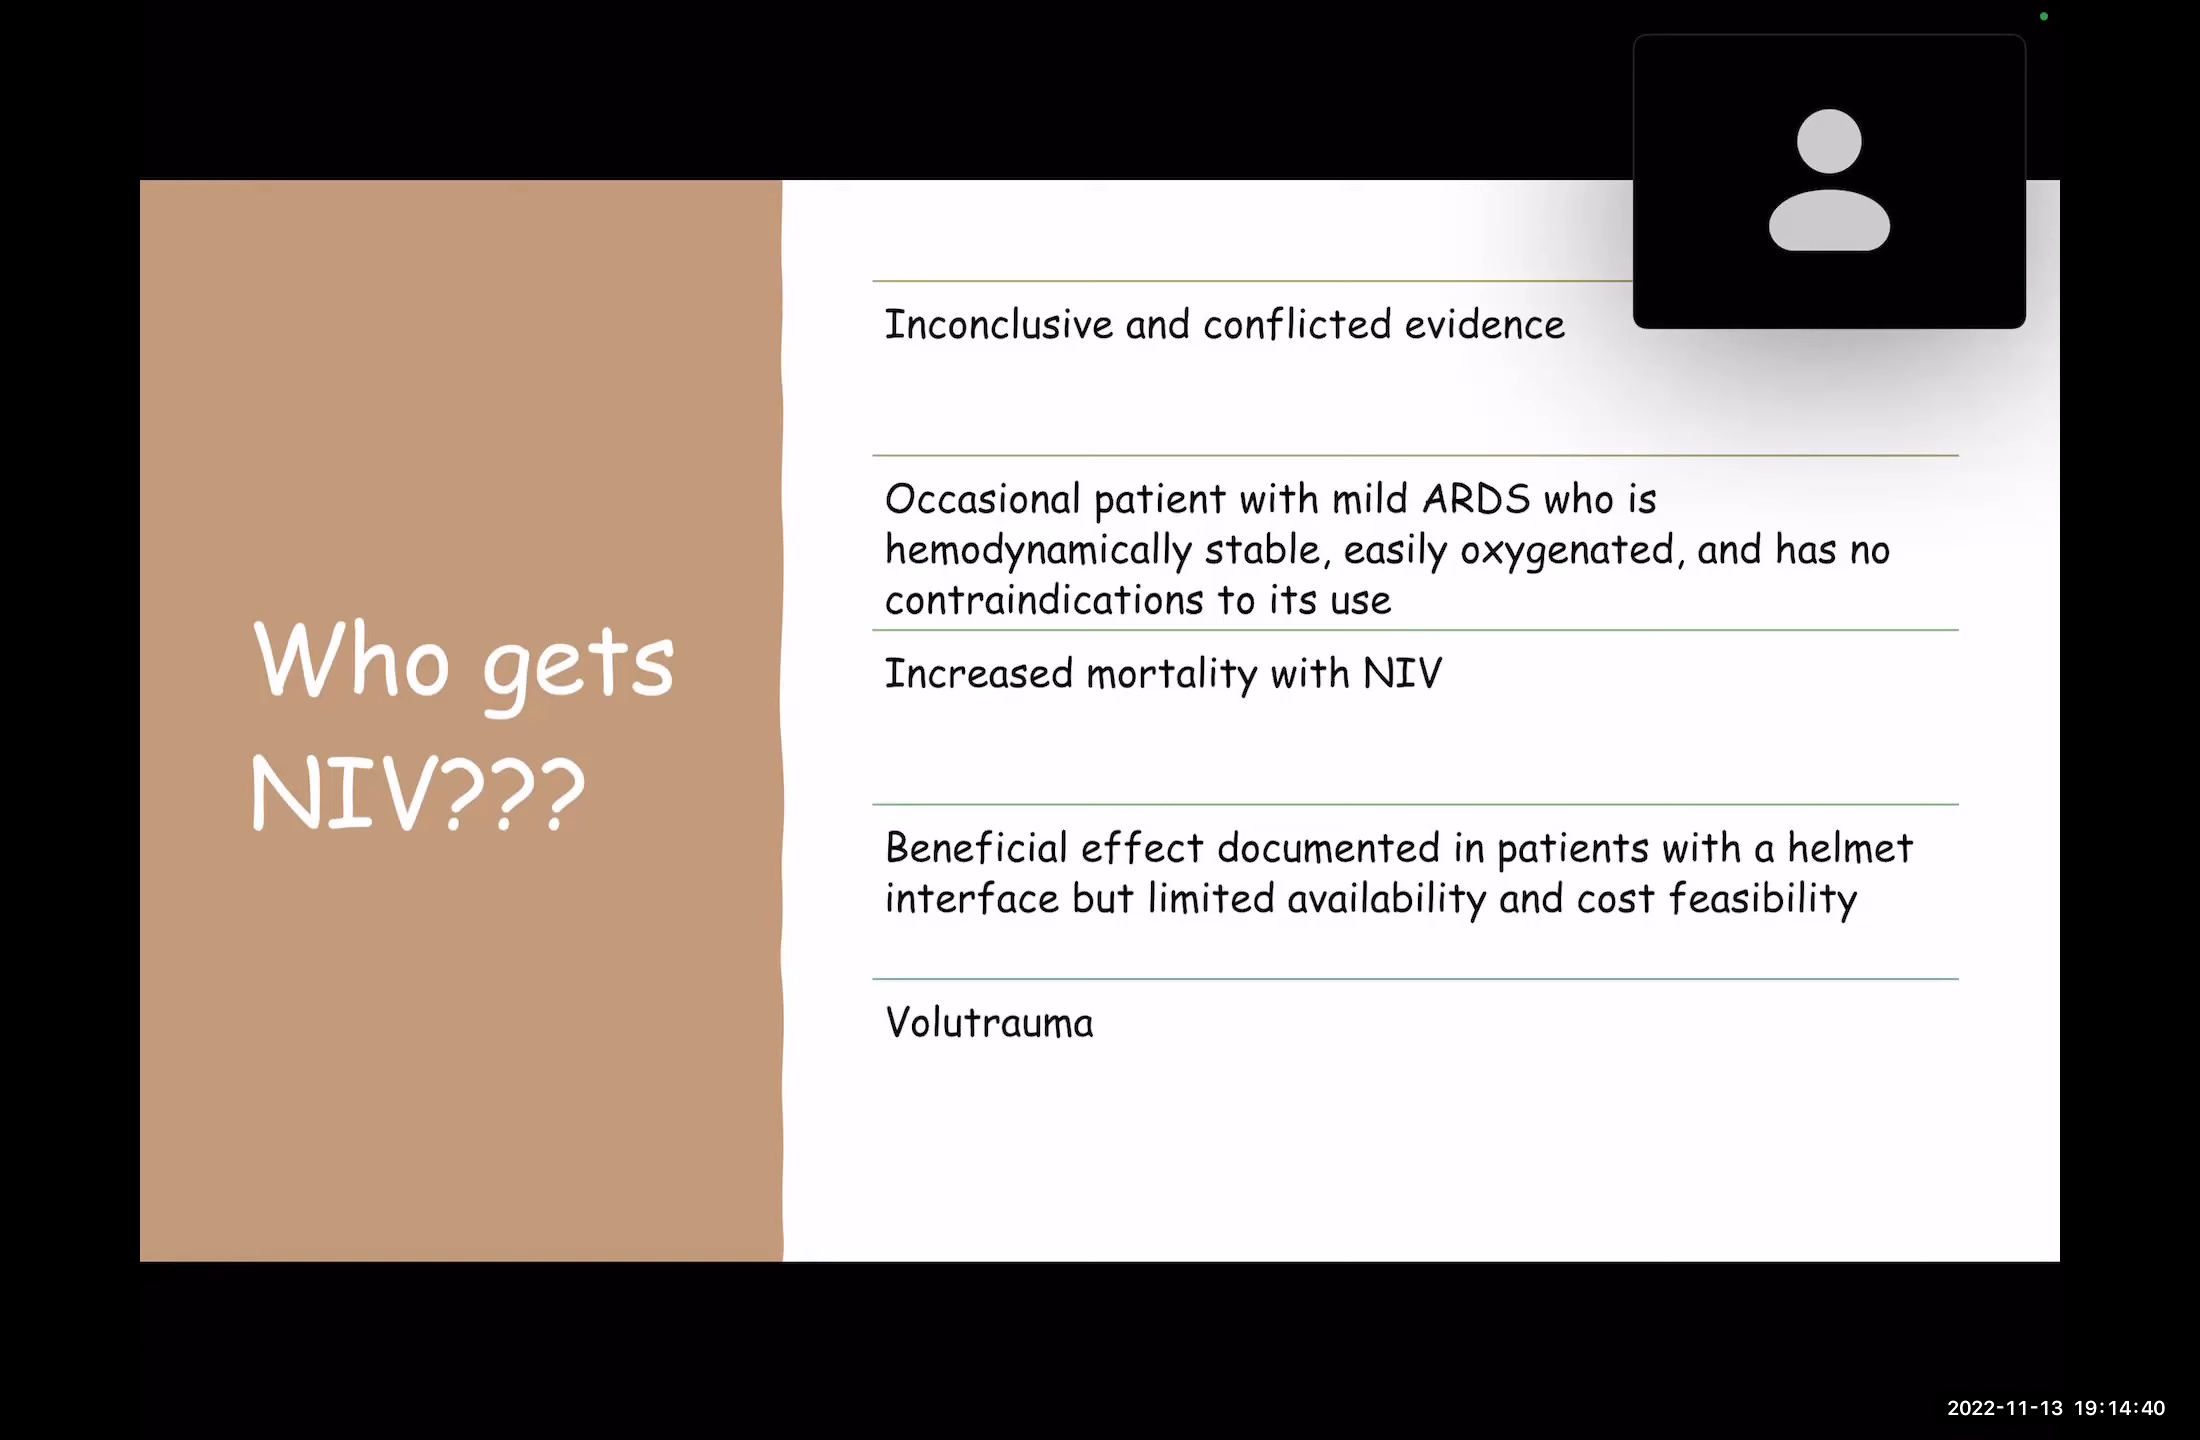 Who gets
NIV???
Inconclusive and conflicted evidence
Occasional patient with mild ARDS who is
hemodynamically stable, easily oxygenated, and has no
contraindications to its use
Increased mortality with NIV
Beneficial effect documented in patients with a helmet
interface but limited availability and cost feasibility
Volutrauma
2022-11-13 19:14:40